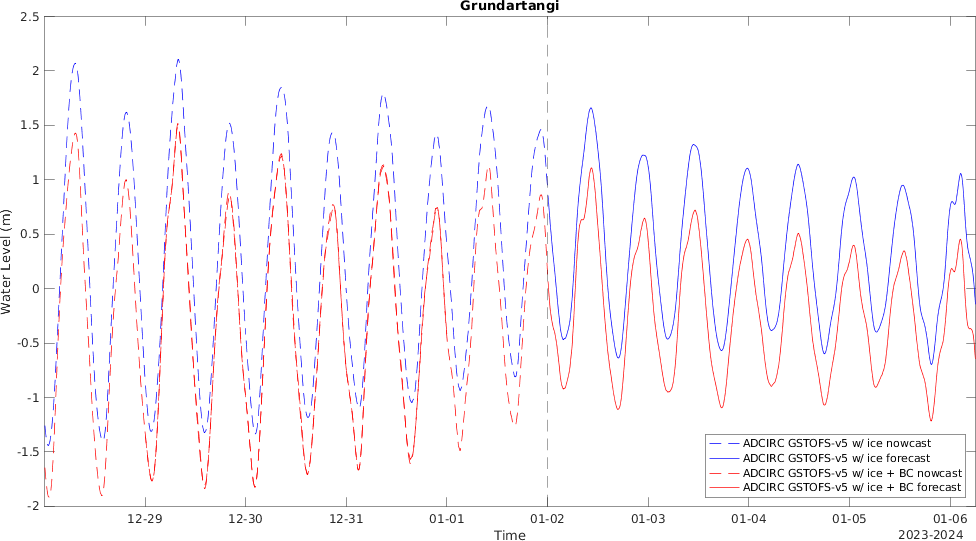 Grundartangi
2.5
2
1.5
1
0.5
0
-0.5
-1
-1.5
-2
Water Level (m)
12-29
12-30
12-31
01-01
01-02
01-03
01-04
01-05
01-06
Time
2023-2024
ADCIRC GSTOFS-v5 w/ ice nowcast
ADCIRC GSTOFS-v5 w/ ice forecast
ADCIRC GSTOFS-v5 w/ ice + BC nowcast
ADCIRC GSTOFS-v5 w/ ice + BC forecast